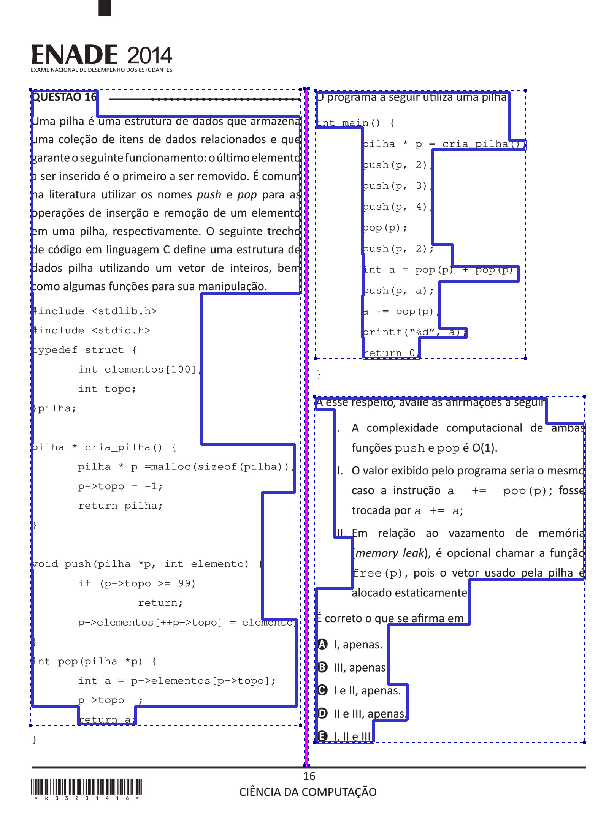 ENADE 2014
EXAME NACIONAL DE DESEMPENHO DOS ESTUDANTES
QUESTÃO 16
Uma pilha é uma estrutura de dados que armazena
uma coleção de itens de dados relacionados e que
garante o seguinte funcionamento: o último elemento
a ser inserido é o primeiro a ser removido. É comum
na literatura utilizar os nomes push e pop para as
operações de inserção e remoção de um elemento
em uma pilha, respectivamente. O seguinte trecho
de código em linguagem C define uma estrutura de
dados pilha utilizando um vetor de inteiros, bem
como algumas funções para sua manipulação.
#include <stdlib.h>
#include <stdio.h>
typedef struct {
int elementos[100];
int topo;
}pilha;
pilha * cria_pilha() {
pilha * p =malloc(sizeof(pilha));
p->topo = -1;
return pilha;
}
void push(pilha *p, int elemento) {
if (p->topo >= 99)
return;
p->elementos[++p->topo] = elemento;
}
int pop(pilha *p) {
int a = p->elementos[p->topo];
p->topo--;
return a;
}
O programa a seguir utiliza uma pilha.
int main() {
pilha * p = cria_pilha();
push(p, 2);
push(p, 3);
push(p, 4);
pop(p);
push(p, 2);
int a = pop(p) + pop(p);
push(p, a);
a += pop(p);
printf("%d", a);
return 0;
}
A esse respeito, avalie as afirmações a seguir.
I. A complexidade computacional de ambas
funções push e pop é O(1).
II. O valor exibido pelo programa seria o mesmo
caso a instrução a += pop(p); fosse
trocada por a += a;
III. Em relação ao vazamento de memória
(memory leak), é opcional chamar a função
free(p), pois o vetor usado pela pilha é
alocado estaticamente.
É correto o que se afirma em
A I, apenas.
B III, apenas.
C I e II, apenas.
D II e III, apenas.
E I, II e III.
16
CIÊNCIA DA COMPUTAÇÃO